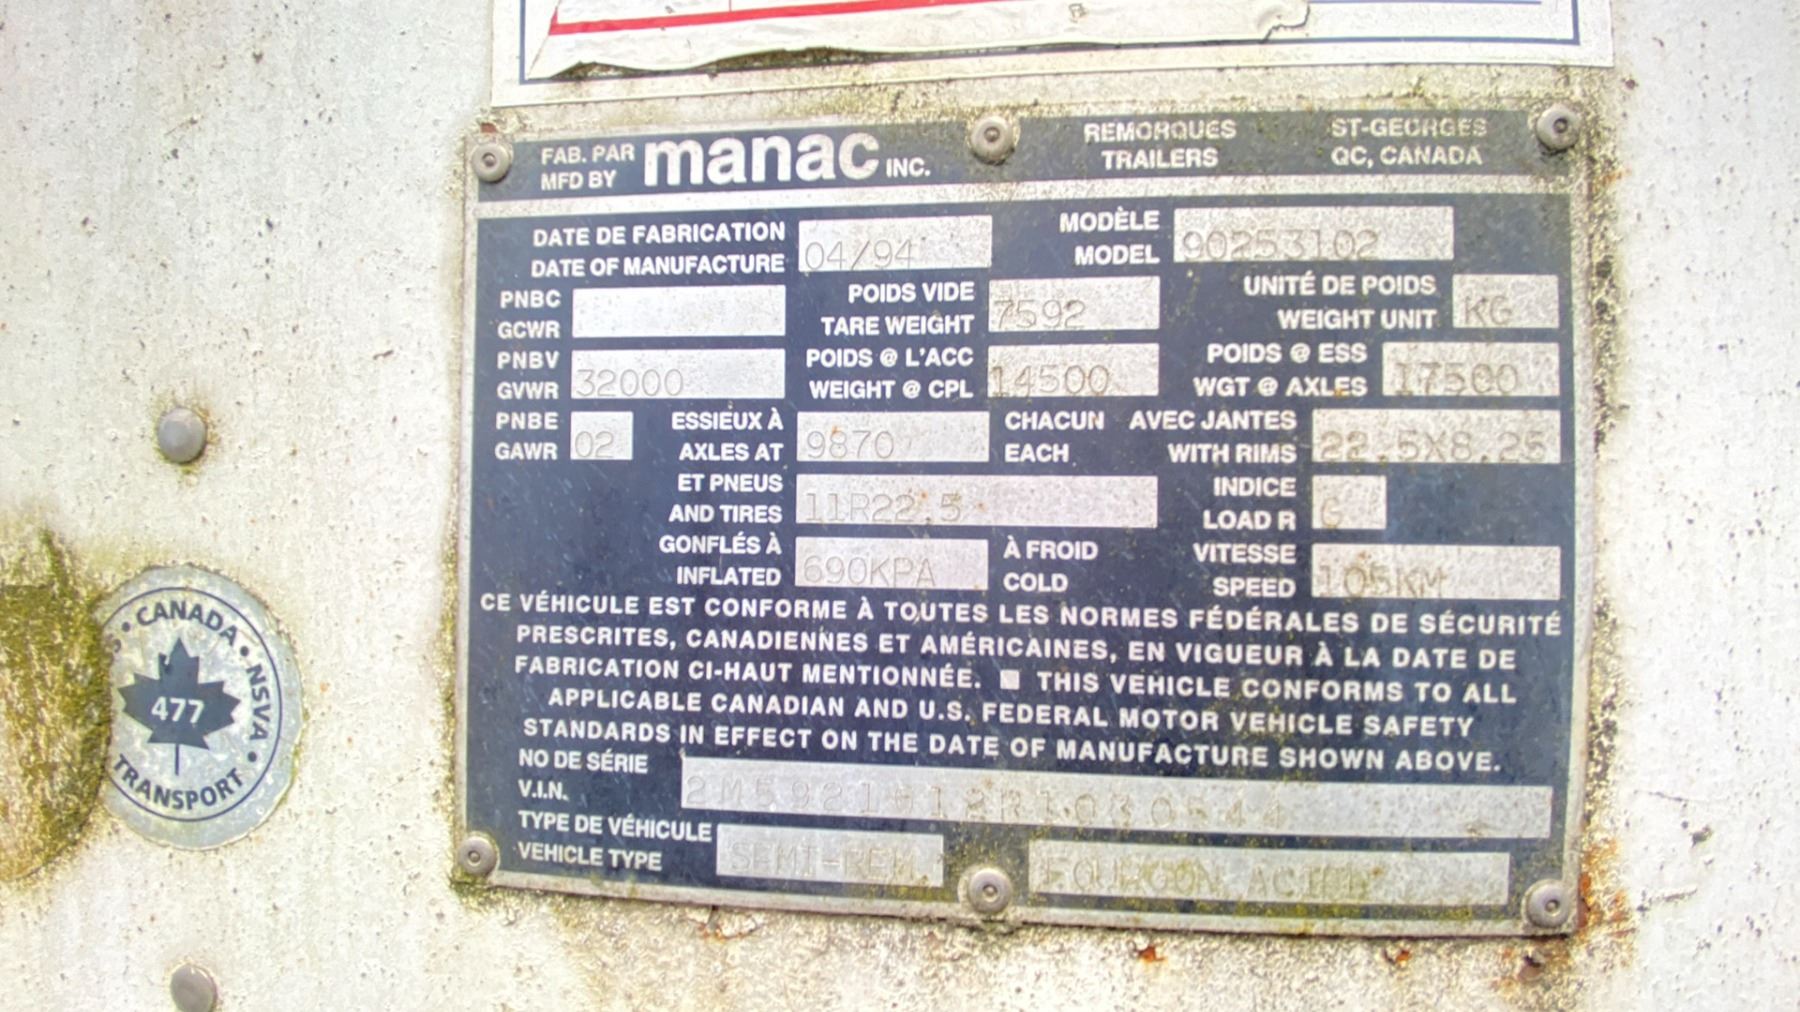 FAB. PAR manac INC. REMORQUES ST-GEORGES
MFD BY TRAILERS QC, CANADA
DATE DE FABRICATION MODÈLE
DATE OF MANUFACTURE 04/94 MODEL 90253102
PNBC POIDS VIDE UNITÉ DE POIDS
GCWR TARE WEIGHT 7592 WEIGHT UNIT KG
PNBV POIDS @ L'ACC POIDS @ ESS
GVWR 32000 WEIGHT @ CPL 14500 WGT @ AXLES 17500
PNBE ESSIEUX À CHACUN AVEC JANTES
GAWR 02 AXLES AT 9870 EACH WITH RIMS 22.5X8.25
ET PNEUS INDICE
AND TIRES 11R22.5 LOAD R G
GONFLÉS À À FROID VITESSE
INFLATED 690KPA COLD SPEED 105KM
CE VÉHICULE EST CONFORME À TOUTES LES NORMES FÉDÉRALES DE SÉCURITÉ
PRESCRITES, CANADIENNES ET AMÉRICAINES, EN VIGUEUR À LA DATE DE
FABRICATION CI-HAUT MENTIONNÉE. ■ THIS VEHICLE CONFORMS TO ALL
APPLICABLE CANADIAN AND U.S. FEDERAL MOTOR VEHICLE SAFETY
STANDARDS IN EFFECT ON THE DATE OF MANUFACTURE SHOWN ABOVE.
NO DE SÉRIE
V.I.N.
TYPE DE VÉHICULE
VEHICLE TYPE SEMI-REM. FOURGON ACIER
CANADA • NSVA •
477
TRANSPORT